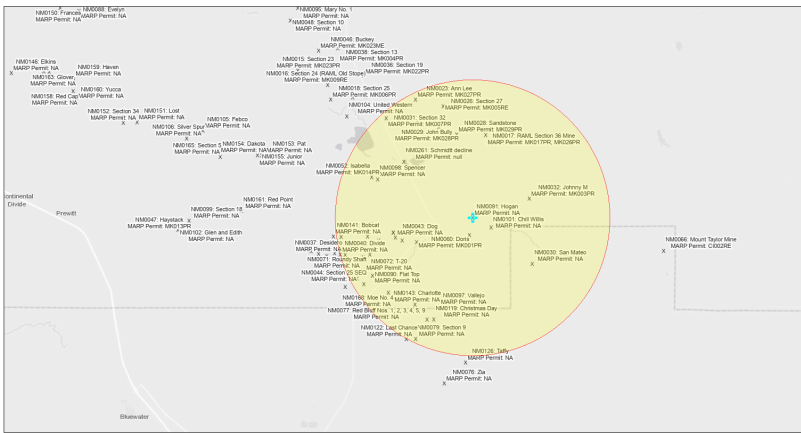 NM0088: Evelyn
NM0150: Frances
MARP Permit: NA
MARP Permit: NA
NM0095: Mary No. 1
MARP Permit: NA
NM0048: Section 10
MARP Permit: NA
NM0046: Buckey
MARP Permit: MK023ME
NM0038: Section 13
MARP Permit: MK004PR
NM0015: Section 23
MARP Permit: MK023PR
NM0036: Section 19
MARP Permit: MK022PR
NM0016: Section 24 (RAML Old Stope)
MARP Permit: MK009RE
NM0146: Elkins
MARP Permit: NA
NM0159: Haven
MARP Permit: NA
NM0163: Glover
MARP Permit: NA
NM0160: Yucca
MARP Permit: NA
NM0158: Red Cap
MARP Permit: NA
NM0018: Section 25
MARP Permit: MK006PR
NM0023: Ann Lee
MARP Permit: MK027PR
NM0026: Section 27
MARP Permit: MK005RE
NM0104: United Western
MARP Permit: NA
NM0152: Section 34
MARP Permit: NA
NM0151: Lost
MARP Permit: NA
NM0105: Febco
MARP Permit: NA
NM0106: Silver Spur
MARP Permit: NA
NM0031: Section 32
MARP Permit: MK007PR
NM0028: Sandstone
MARP Permit: MK029PR
NM0029: John Bully
MARP Permit: MK028PR
NM0017: RAML Section 36 Mine
MARP Permit: MK017PR, MK028PR
NM0165: Section 5
MARP Permit: NA
NM0154: Dakota
MARP Permit: NA
NM0153: Pat
MARP Permit: NA
NM0155: Junior
MARP Permit: NA
NM0261: Schmidtt decline
MARP Permit: null
NM0052: Isabella
MARP Permit: MK014PR
NM0098: Spencer
MARP Permit: NA
Continental
Divide
Prewitt
NM0161: Red Point
MARP Permit: NA
NM0099: Section 18
MARP Permit: NA
NM0032: Johnny M
MARP Permit: MK003PR
NM0047: Haystack
MARP Permit: MK013PR
NM0102: Glen and Edith
MARP Permit: NA
NM0091: Hogan
MARP Permit: NA
NM0101: Chill Willis
MARP Permit: NA
NM0141: Bobcat
MARP Permit: NA
NM0043: Dog
MARP Permit: NA
NM0037: Desidero
MARP Permit: NA
NM0040: Divide
MARP Permit: NA
NM0060: Doris
MARP Permit: MK001PR
NM0066: Mount Taylor Mine
MARP Permit: CI002RE
NM0071: Roundy Shaft
MARP Permit: NA
NM0072: T-20
MARP Permit: NA
NM0030: San Mateo
MARP Permit: NA
NM0044: Section 25 SEQ
MARP Permit: NA
NM0090: Flat Top
MARP Permit: NA
NM0143: Charlotte
MARP Permit: NA
NM0168: Moe No. 4
MARP Permit: NA
NM0097: Vallejo
MARP Permit: NA
NM0077: Red Bluff Nos. 1, 2, 3, 4, 5, 9
MARP Permit: NA
NM0119: Christmas Day
MARP Permit: NA
NM0122: Last Chance
MARP Permit: NA
NM0079: Section 9
MARP Permit: NA
NM0126: Taffy
MARP Permit: NA
NM0076: Zia
MARP Permit: NA
Bluewater